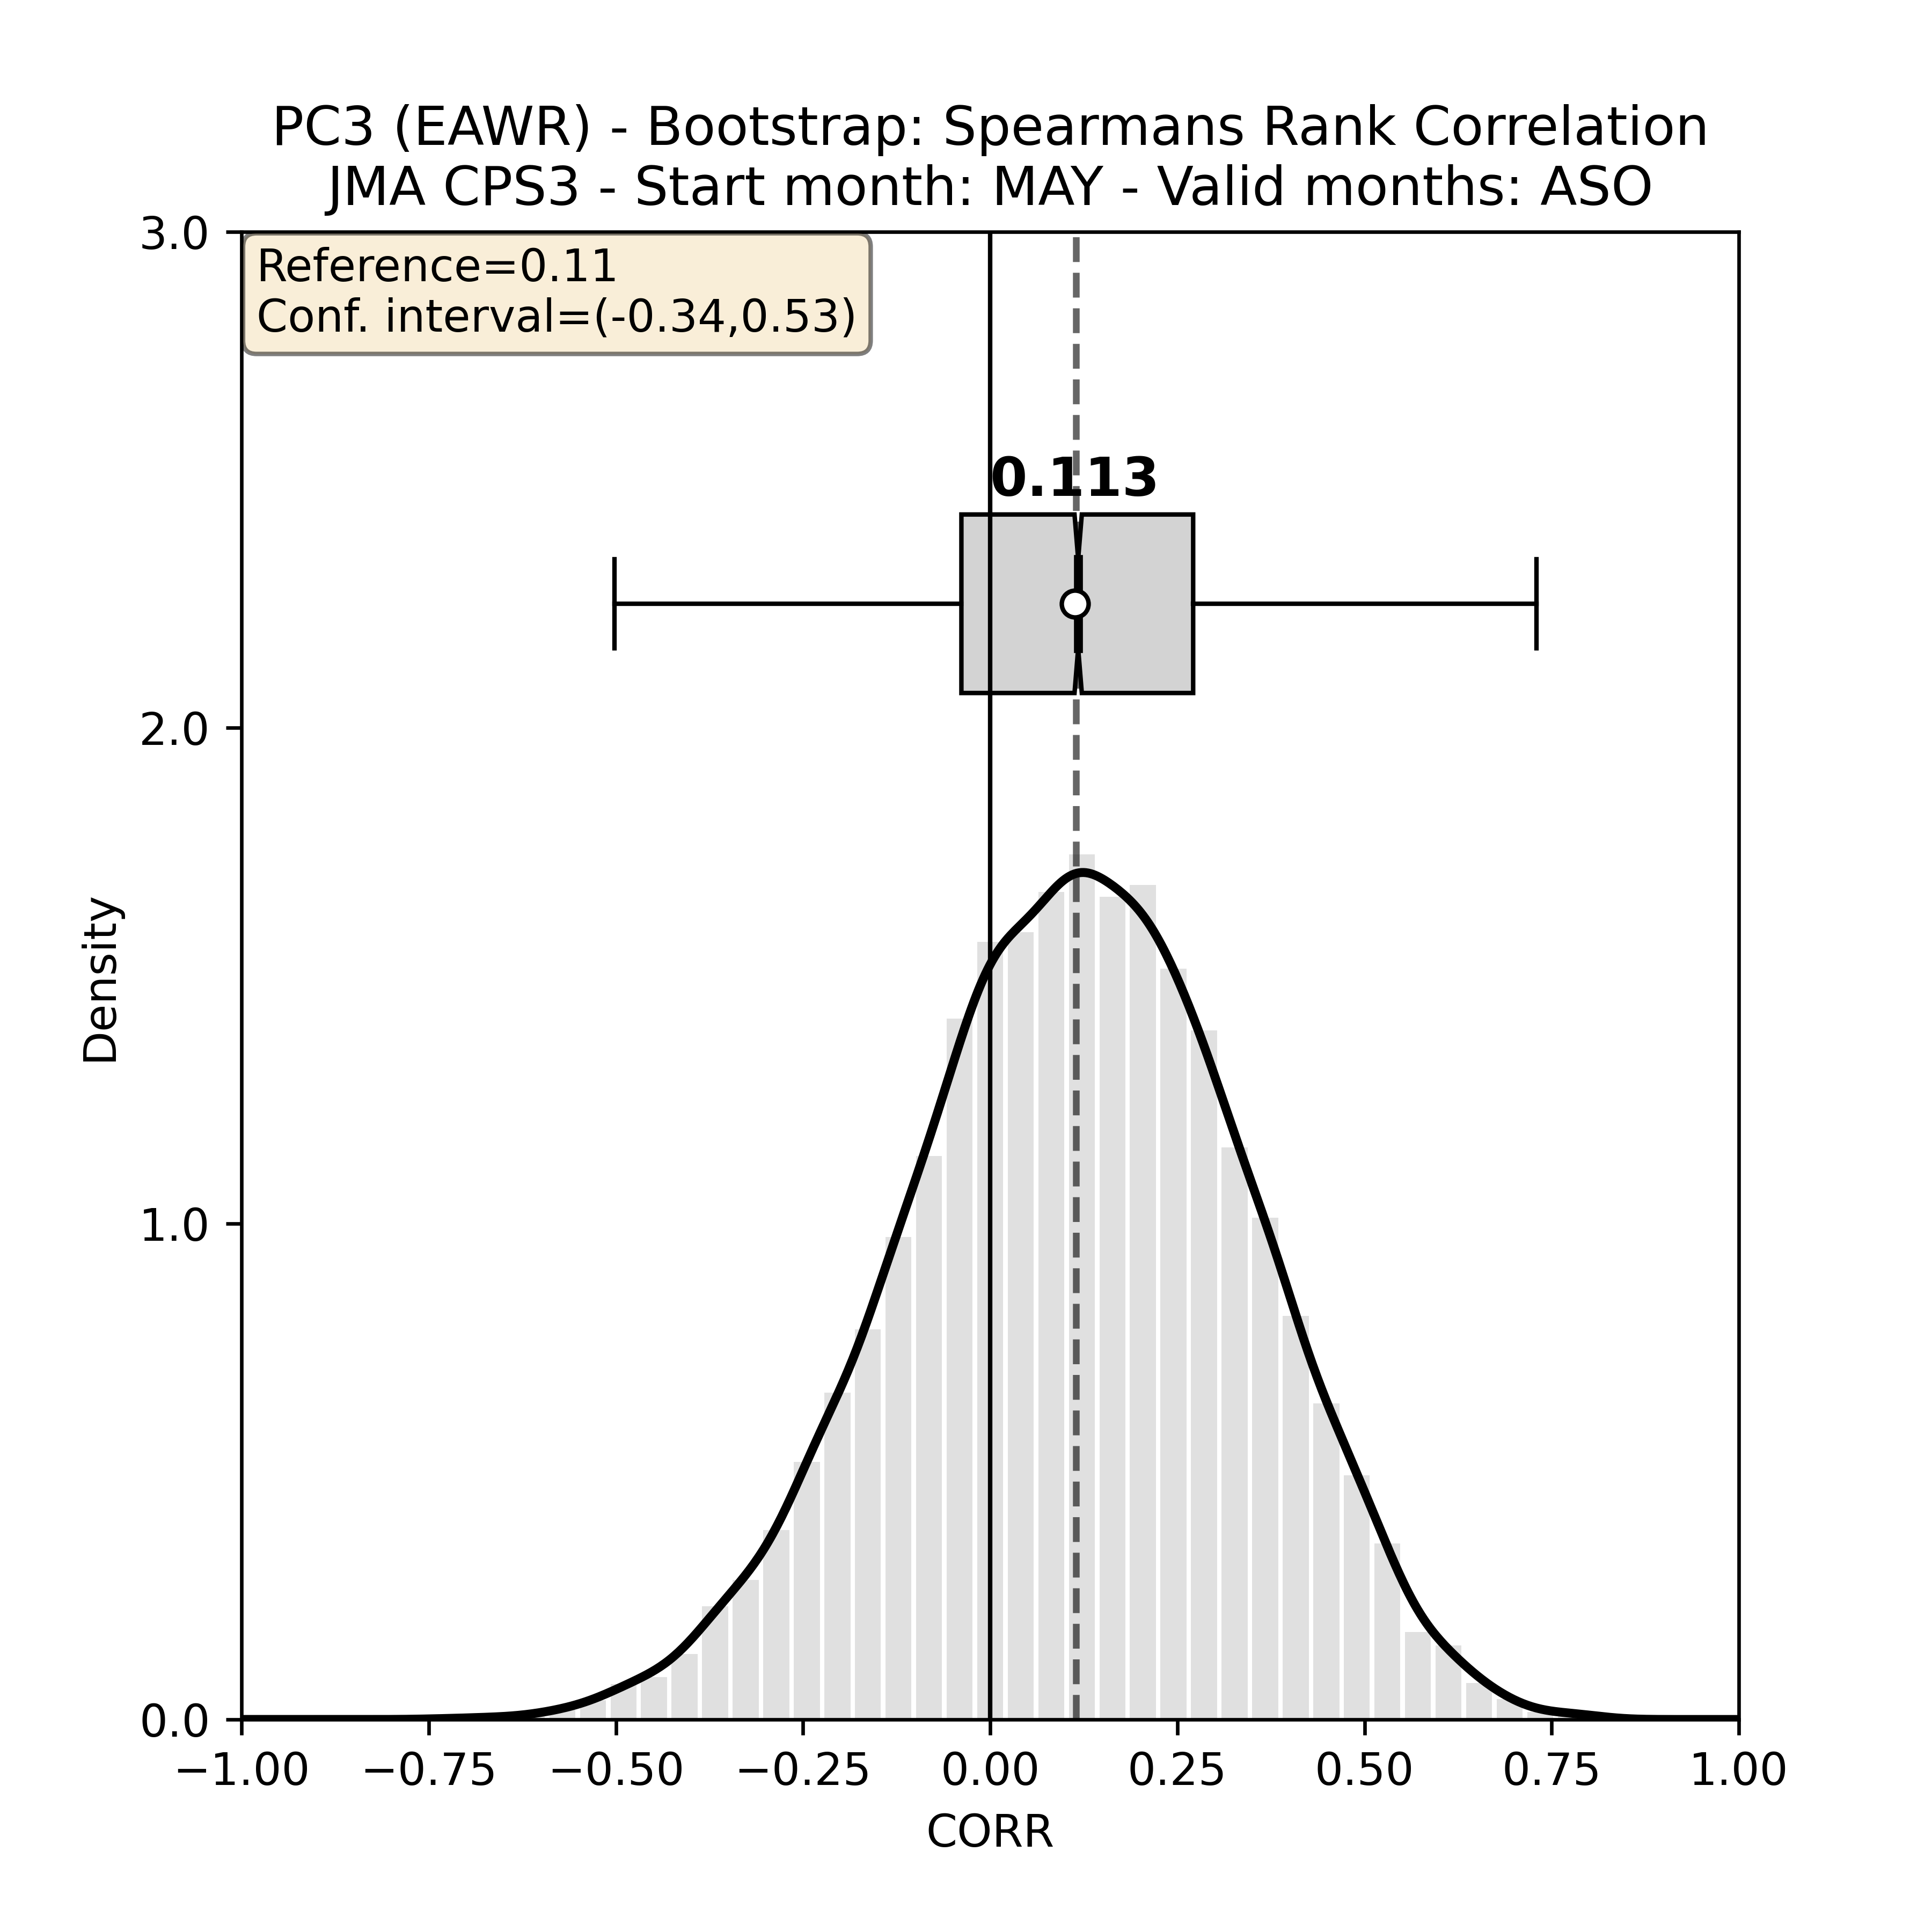 PC3 (EAWR) - Bootstrap: Spearmans Rank Correlation
JMA CPS3 - Start month: MAY - Valid months: ASO
3.0
Reference=0.11
Conf. interval=(-0.34,0.53)
0.113
2.0
Density
1.0
0.0
−1.00 −0.75 −0.50 −0.25 0.00 0.25 0.50 0.75 1.00
CORR